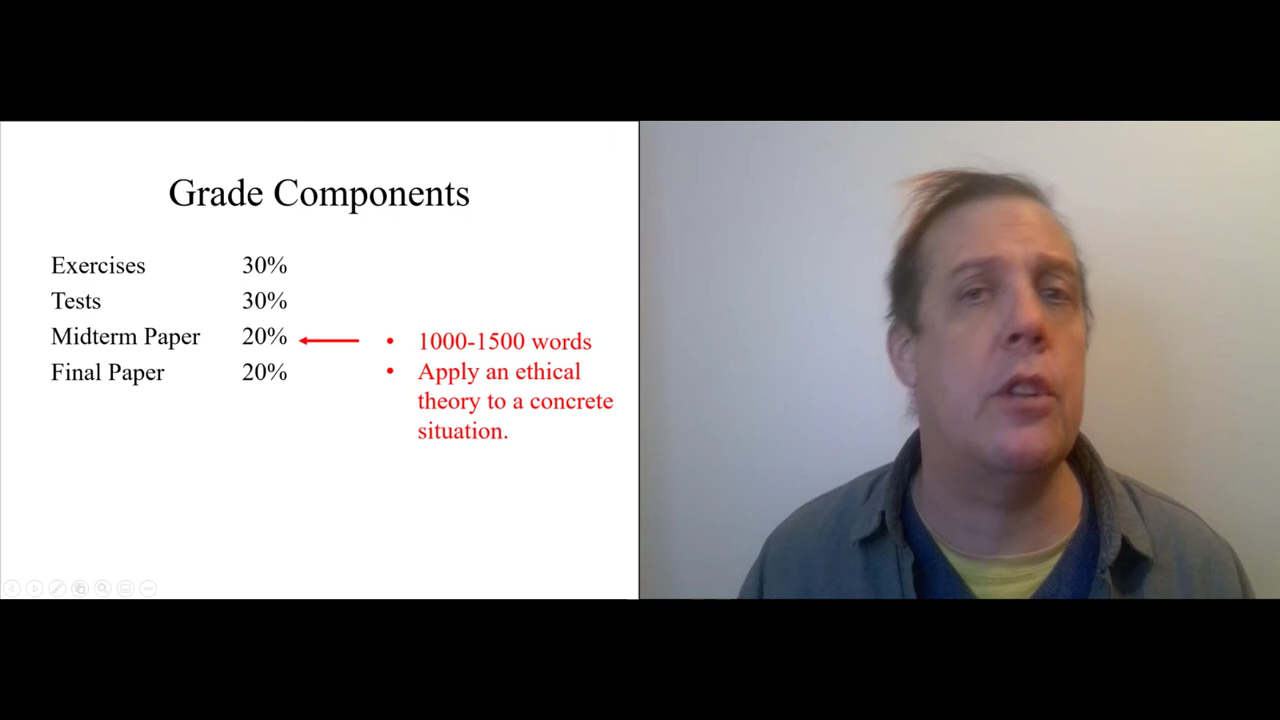 Grade Components
Exercises 30%
Tests 30%
Midterm Paper 20%
Final Paper 20%
• 1000-1500 words
• Apply an ethical
theory to a concrete
situation.